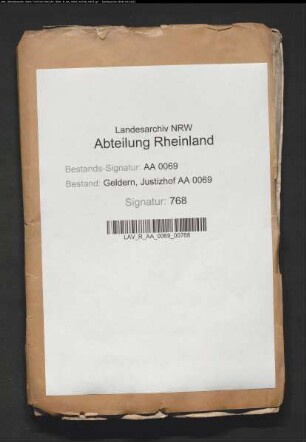 Landesarchiv NRW
Abteilung Rheinland
Bestands-Signatur: AA 0069
Bestand: Geldern, Justizhof AA 0069
Signatur: 768
LAV_R_AA_0069_00768